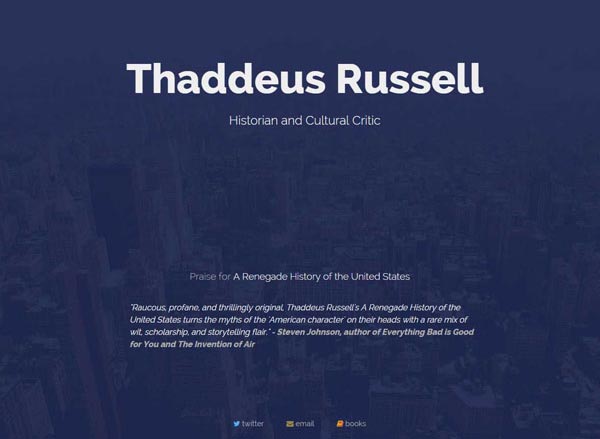 Thaddeus Russell
Historian and Cultural Critic
Praise for A Renegade History of the United States
"Raucous, profane, and thrillingly original, Thaddeus Russell's A Renegade History of the
United States turns the myths of the 'American character' on their heads with a rare mix of
wit, scholarship, and storytelling flair." - Steven Johnson, author of Everything Bad is Good
for You and The Invention of Air
twitter email books